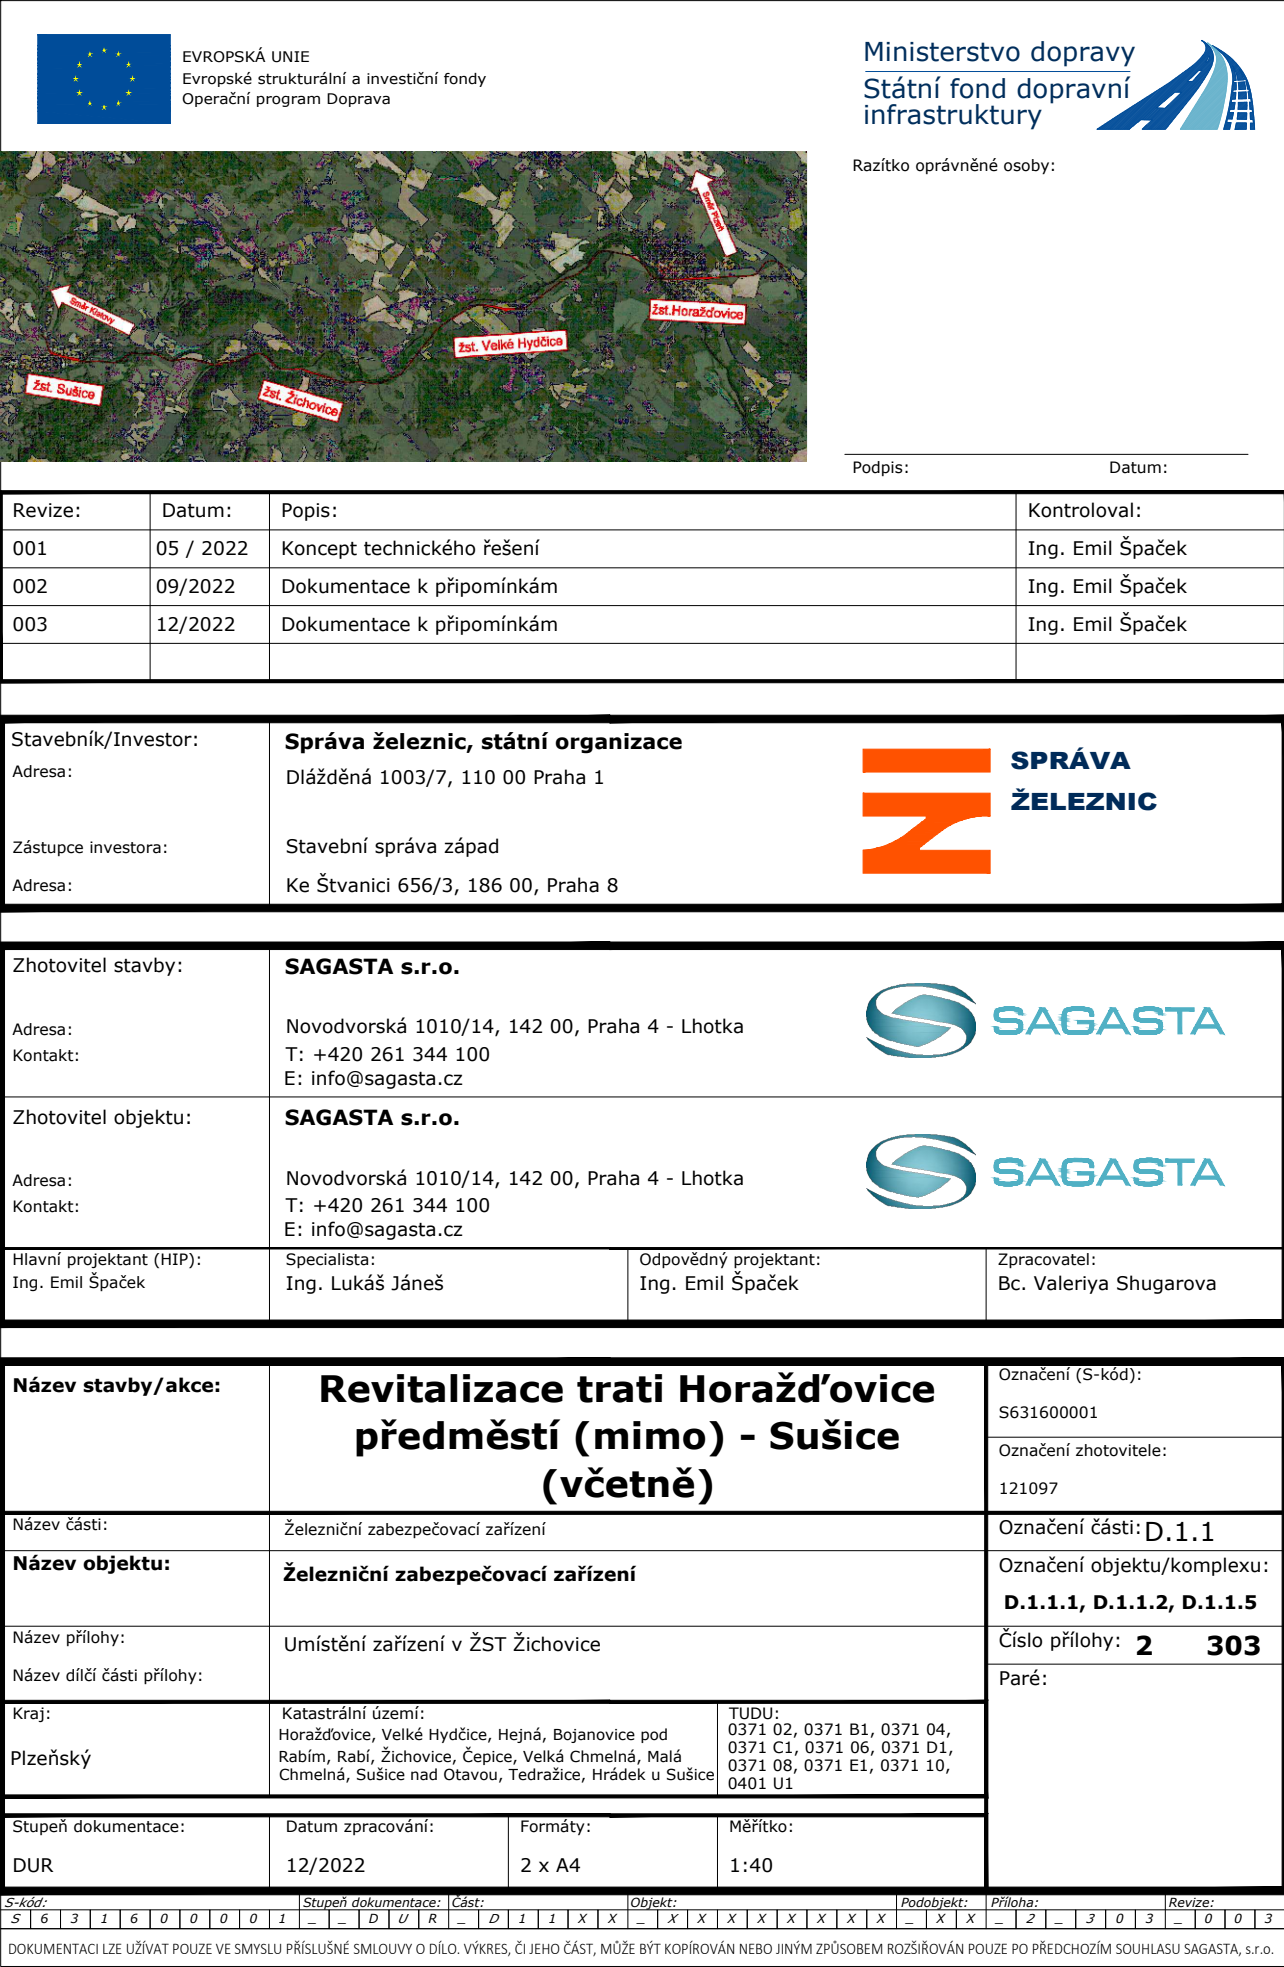 EVROPSKÁ UNIE
Evropské strukturální a investiční fondy
Operační program Doprava
Ministerstvo dopravy
Státní fond dopravní
infrastruktury
Razítko oprávněné osoby:
Směr Plzeň
žst.Horažďovice
Směr Klatovy
žst. Velké Hydčice
žst. Sušice
žst. Žichovice
Podpis: Datum:
Revize: Datum: Popis: Kontroloval:
001 05 / 2022 Koncept technického řešení Ing. Emil Špaček
002 09/2022 Dokumentace k připomínkám Ing. Emil Špaček
003 12/2022 Dokumentace k připomínkám Ing. Emil Špaček
Stavebník/Investor: Správa železnic, státní organizace
Adresa: Dlážděná 1003/7, 110 00 Praha 1
SPRÁVA
ŽELEZNIC
Zástupce investora: Stavební správa západ
Adresa: Ke Štvanici 656/3, 186 00, Praha 8
Zhotovitel stavby: SAGASTA s.r.o.
SAGASTA
Adresa: Novodvorská 1010/14, 142 00, Praha 4 - Lhotka
Kontakt: T: +420 261 344 100
E: info@sagasta.cz
Zhotovitel objektu: SAGASTA s.r.o.
SAGASTA
Adresa: Novodvorská 1010/14, 142 00, Praha 4 - Lhotka
Kontakt: T: +420 261 344 100
E: info@sagasta.cz
Hlavní projektant (HIP): Specialista: Odpovědný projektant: Zpracovatel:
Ing. Emil Špaček Ing. Lukáš Jáneš Ing. Emil Špaček Bc. Valeriya Shugarova
Název stavby/akce:
Revitalizace trati Horažďovice
předměstí (mimo) - Sušice
(včetně)
Označení (S-kód):
S631600001
Označení zhotovitele:
121097
Název části: Železniční zabezpečovací zařízení
Označení části: D.1.1
Název objektu: Železniční zabezpečovací zařízení
Označení objektu/komplexu:
D.1.1.1, D.1.1.2, D.1.1.5
Název přílohy: Umístění zařízení v ŽST Žichovice
Číslo přílohy: 2 303
Název dílčí části přílohy:
Paré:
Kraj:
Plzeňský
Katastrální území:
Horažďovice, Velké Hydčice, Hejná, Bojanovice pod
Rabím, Rabí, Žichovice, Čepice, Velká Chmelná, Malá
Chmelná, Sušice nad Otavou, Tedražice, Hrádek u Sušice
TUDU:
0371 02, 0371 B1, 0371 04,
0371 C1, 0371 06, 0371 D1,
0371 08, 0371 E1, 0371 10,
0401 U1
Stupeň dokumentace: Datum zpracování: Formáty: Měřítko:
DUR 12/2022 2 x A4 1:40
S-kód: Stupeň dokumentace: Část: Objekt: Podobjekt: Příloha: Revize:
S 6 3 1 6 0 0 0 0 1 _ _ D U R _ D 1 1 X X _ X X X X X X X X _ X X _ 2 _ 3 0 3 _ 0 0 3
DOKUMENTACI LZE UŽÍVAT POUZE VE SMYSLU PŘÍSLUŠNÉ SMLOUVY O DÍLO. VÝKRES, ČI JEHO ČÁST, MŮŽE BÝT KOPÍROVÁN NEBO JINÝM ZPŮSOBEM ROZŠIŘOVÁN POUZE PO PŘEDCHOZÍM SOUHLASU SAGASTA, s.r.o.